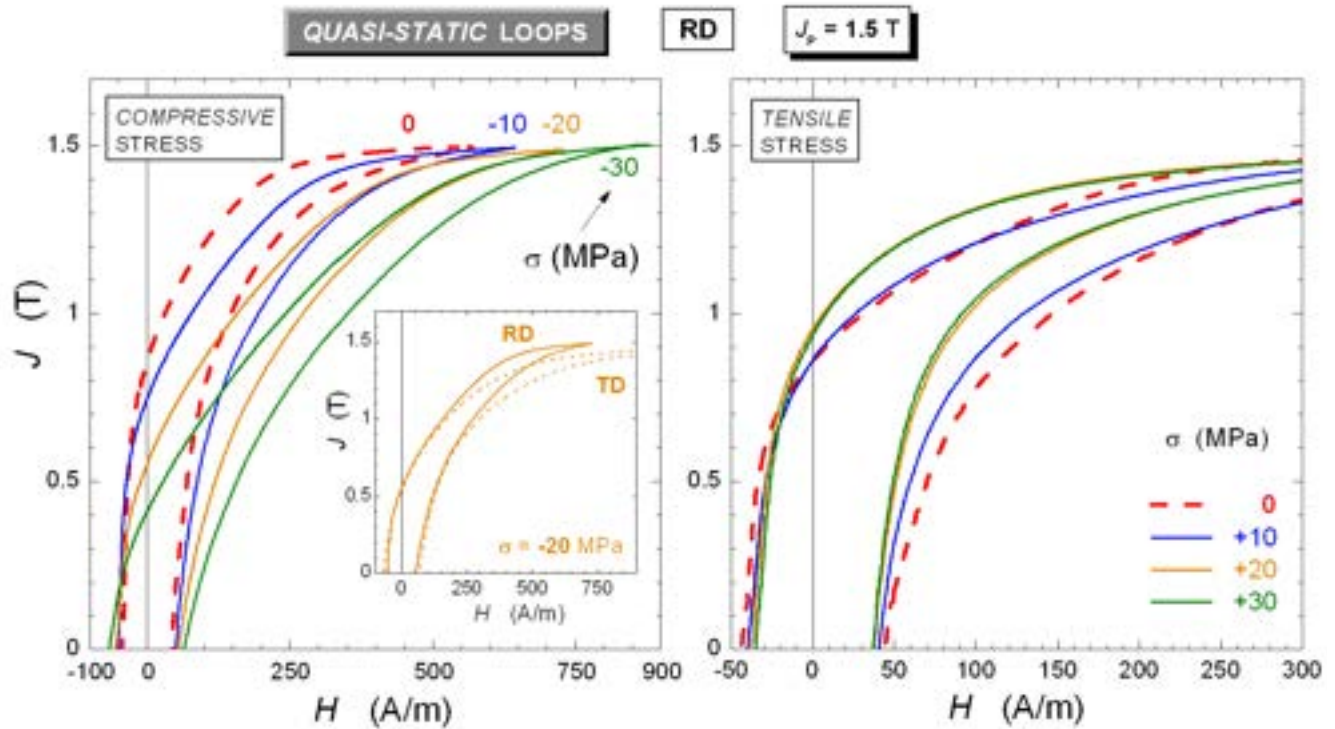 QUASI-STATIC LOOPS
RD
Jp = 1.5 T
COMPRESSIVE
STRESS
0
-10
-20
-30
σ (MPa)
1.5
1
0.5
0
J (T)
-100
0
250
500
750
900
H (A/m)
RD
TD
σ = -20 MPa
1.5
1
0.5
0
J (T)
0
250
500
750
H (A/m)
TENSILE
STRESS
1.5
1
0.5
0
σ (MPa)
0
+10
+20
+30
-50
0
50
100
150
200
250
300
H (A/m)